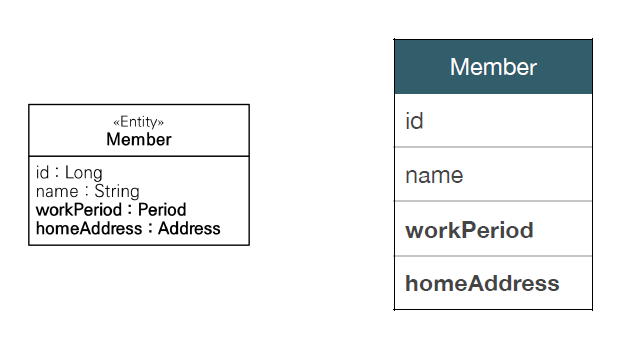 «Entity»
Member
id : Long
name : String
workPeriod : Period
homeAddress : Address
Member
id
name
workPeriod
homeAddress